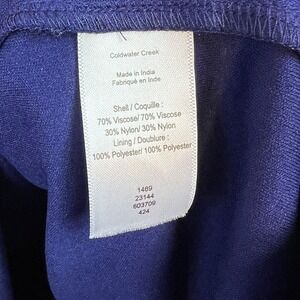 Coldwater Creek
Made in India
Fabriqué en Inde
Shell / Coquille :
70% Viscose/ 70% Viscose
30% Nylon/ 30% Nylon
Lining / Doublure :
100% Polyester/ 100% Polyester
1469
23144
603709
424